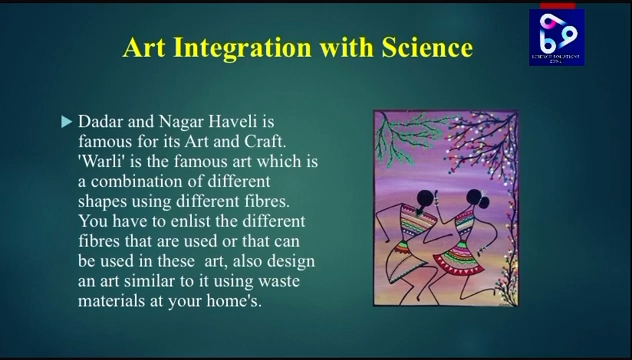 Art Integration with Science
Dadar and Nagar Haveli is
famous for its Art and Craft.
'Warli' is the famous art which is
a combination of different
shapes using different fibres.
You have to enlist the different
fibres that are used or that can
be used in these art, also design
an art similar to it using waste
materials at your home's.